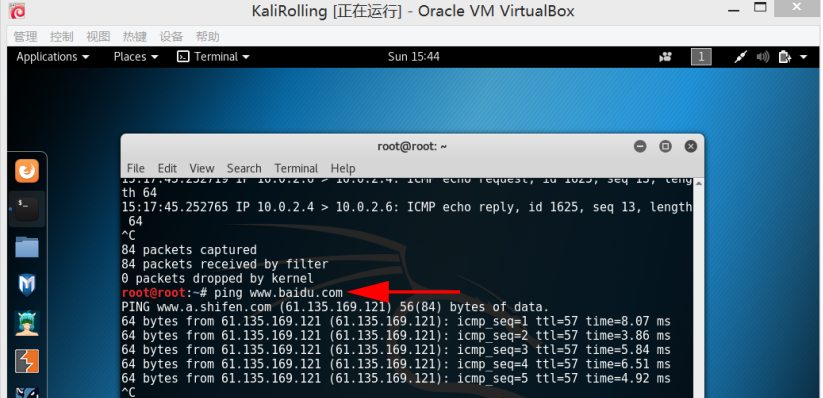 KaliRolling [正在运行] - Oracle VM VirtualBox
管理 控制 视图 热键 设备 帮助
Applications Places Terminal Sun 15:44 1
root@root: ~
File Edit View Search Terminal Help
15:17:45.252719 IP 10.0.2.6 > 10.0.2.4: ICMP echo request, id 1625, seq 13, leng
th 64
15:17:45.252765 IP 10.0.2.4 > 10.0.2.6: ICMP echo reply, id 1625, seq 13, length
64
^C
84 packets captured
84 packets received by filter
0 packets dropped by kernel
root@root:~# ping www.baidu.com
PING www.a.shifen.com (61.135.169.121) 56(84) bytes of data.
64 bytes from 61.135.169.121 (61.135.169.121): icmp_seq=1 ttl=57 time=8.07 ms
64 bytes from 61.135.169.121 (61.135.169.121): icmp_seq=2 ttl=57 time=3.86 ms
64 bytes from 61.135.169.121 (61.135.169.121): icmp_seq=3 ttl=57 time=5.84 ms
64 bytes from 61.135.169.121 (61.135.169.121): icmp_seq=4 ttl=57 time=6.51 ms
64 bytes from 61.135.169.121 (61.135.169.121): icmp_seq=5 ttl=57 time=4.92 ms
^C